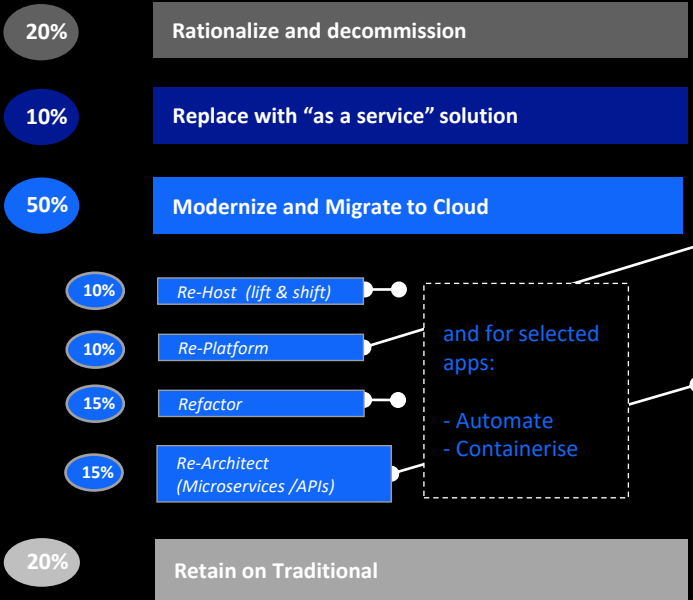 20%
Rationalize and decommission
10%
Replace with “as a service” solution
50%
Modernize and Migrate to Cloud
10%
Re-Host (lift & shift)
10%
Re-Platform
15%
Refactor
15%
Re-Architect
(Microservices /APIs)
and for selected
apps:
- Automate
- Containerise
20%
Retain on Traditional